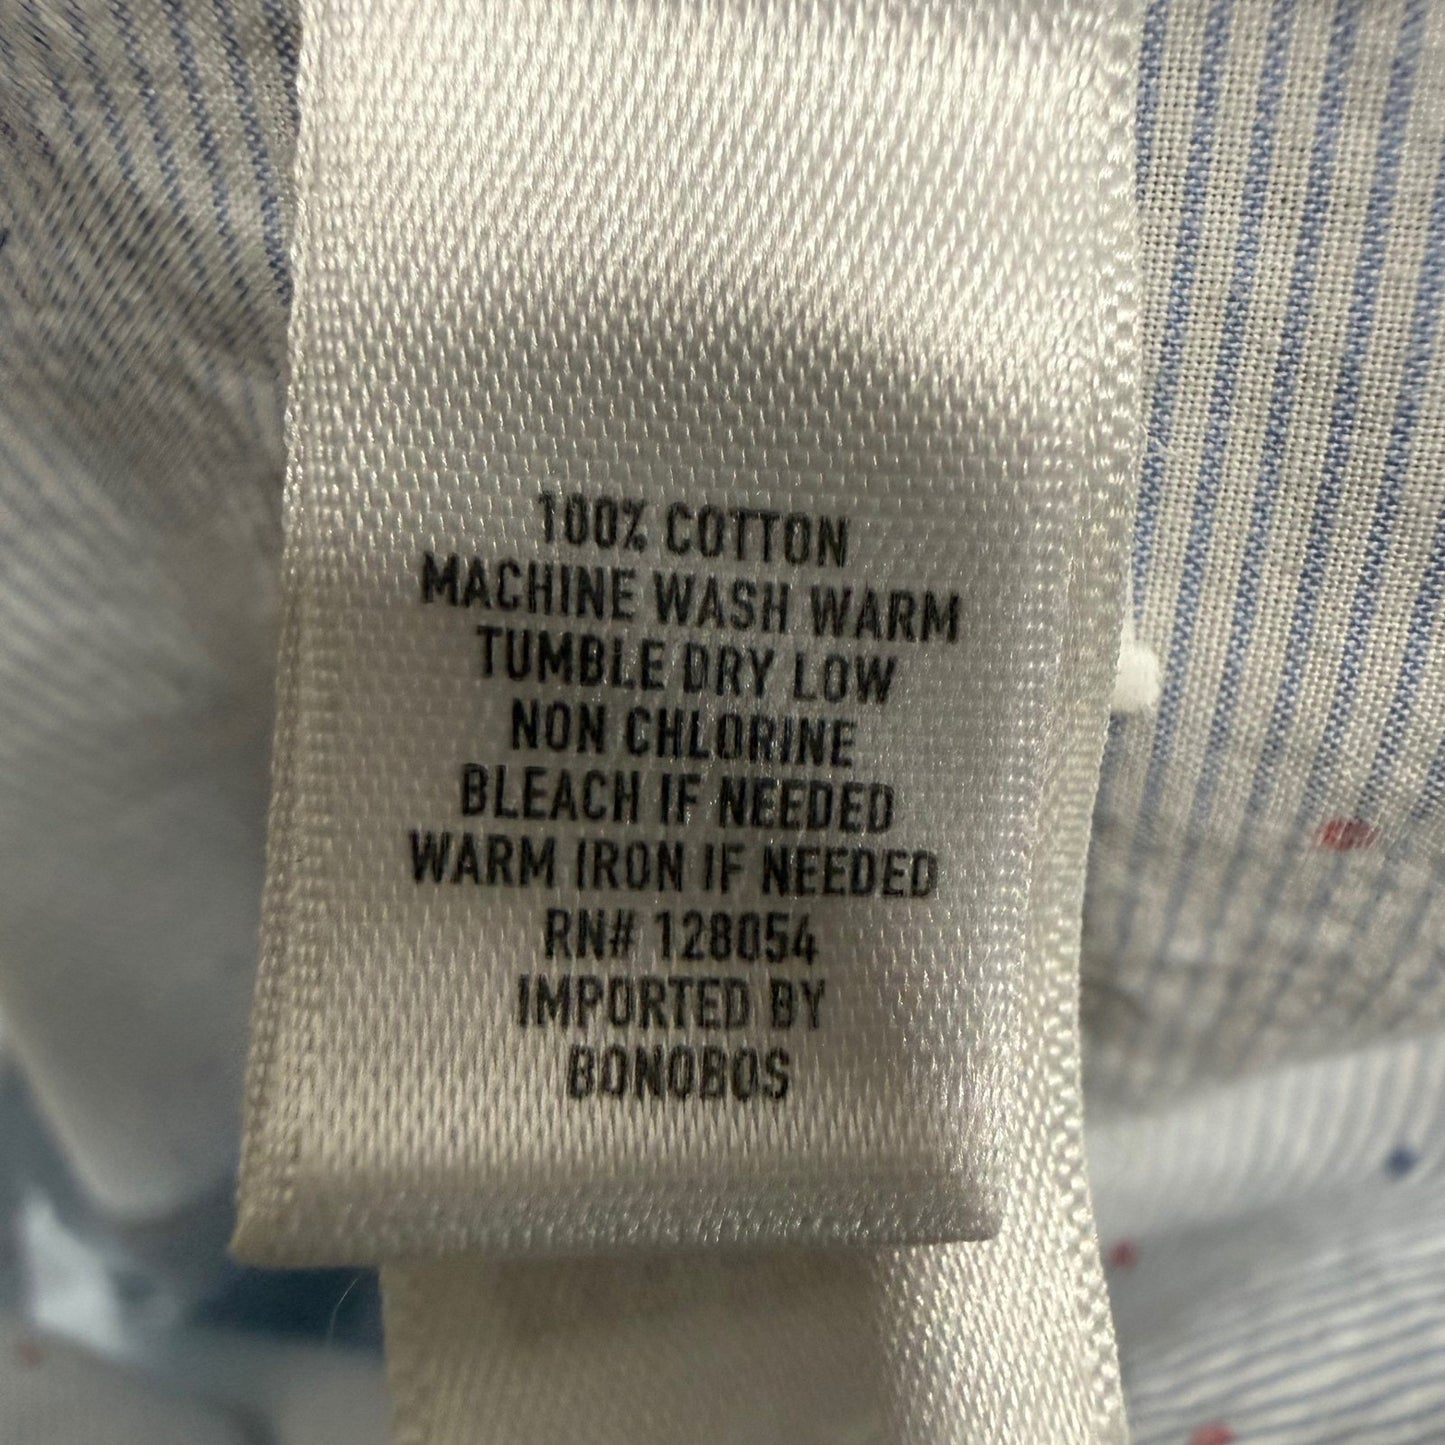 100% COTTON
MACHINE WASH WARM
TUMBLE DRY LOW
NON CHLORINE
BLEACH IF NEEDED
WARM IRON IF NEEDED
RN# 128054
IMPORTED BY
BONOBOS